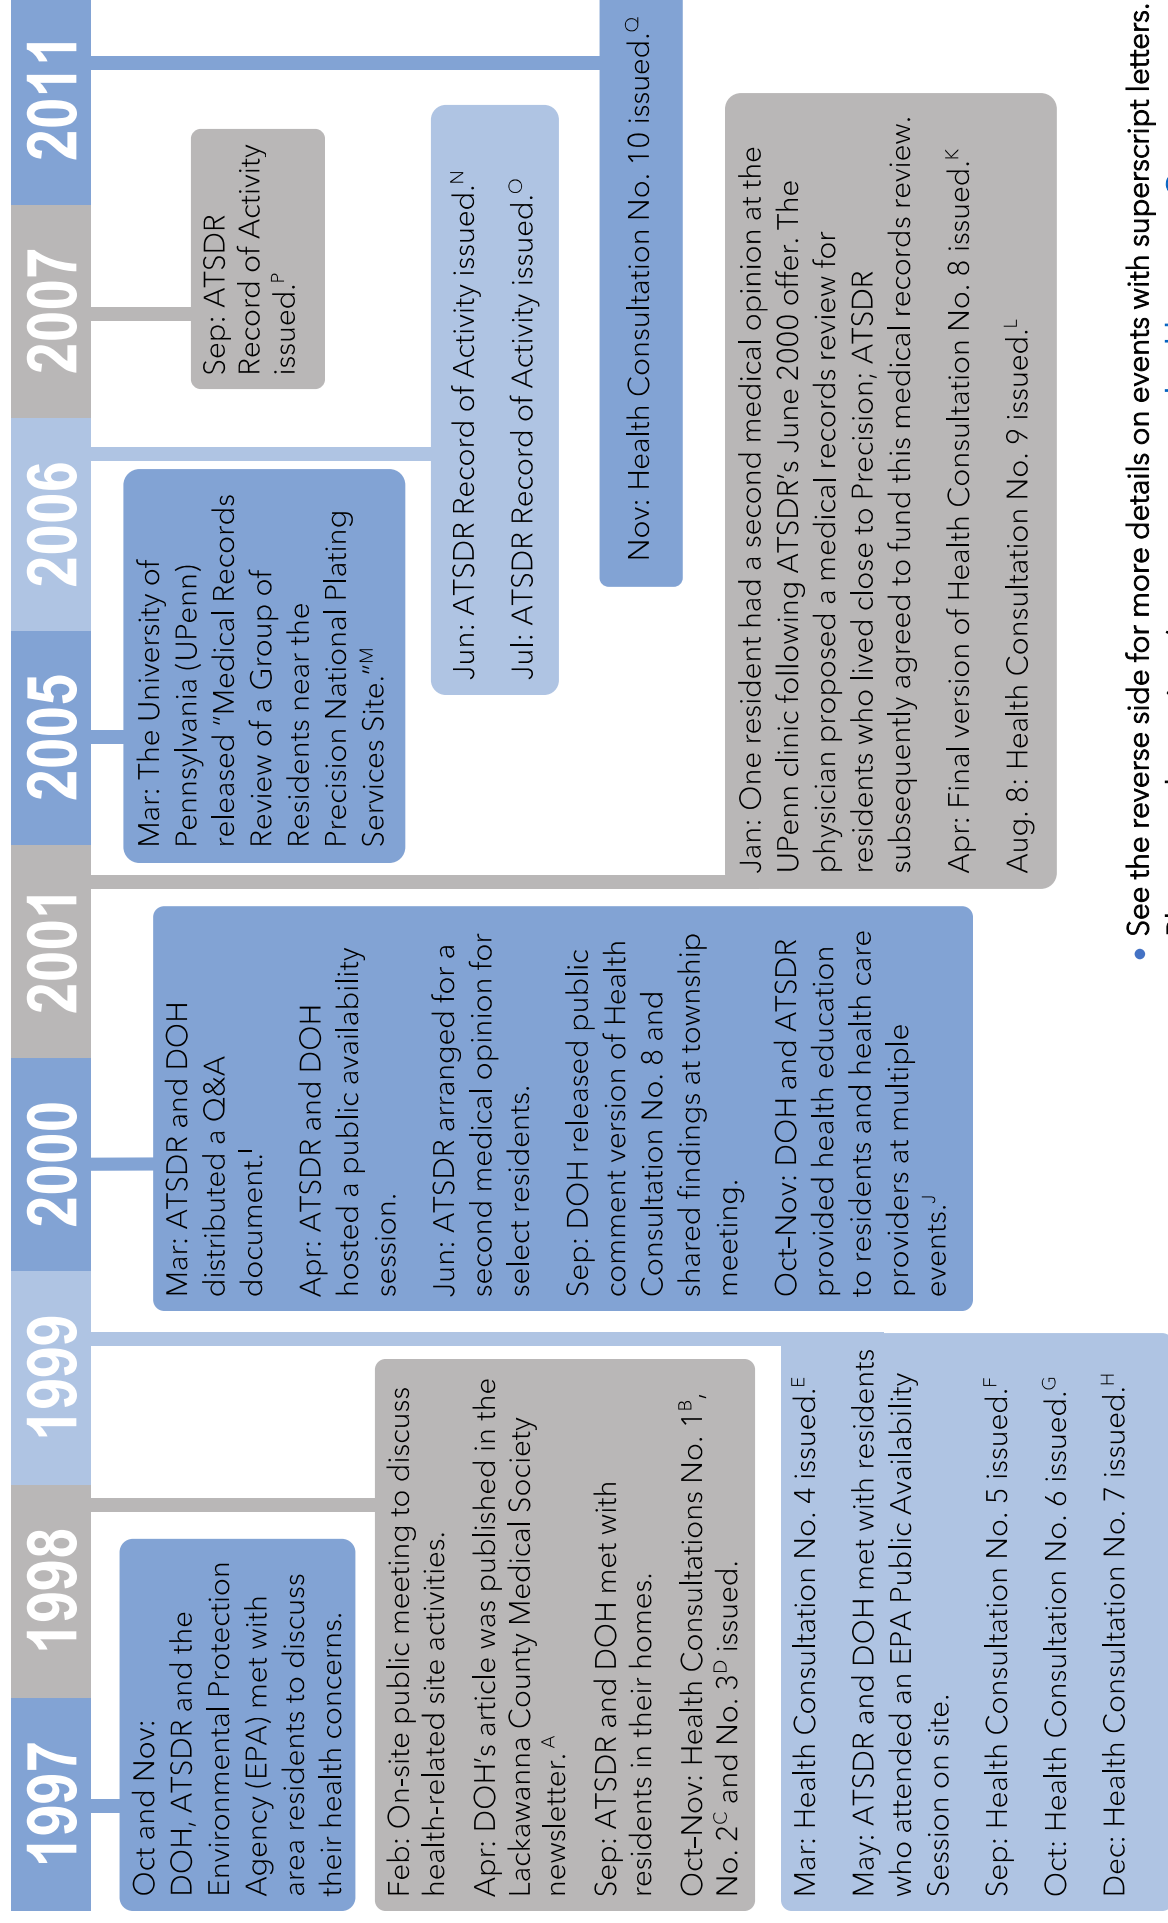 1997
1998
1999
2000
2001
2005
2006
2007
2011
Oct and Nov:
DOH, ATSDR and the
Environmental Protection
Agency (EPA) met with
area residents to discuss
their health concerns.
Feb: On-site public meeting to discuss
health-related site activities.
Apr: DOH's article was published in the
Lackawanna County Medical Society
newsletter.A
Sep: ATSDR and DOH met with
residents in their homes.
Oct–Nov: Health Consultations No. 1B,
No. 2C and No. 3D issued.
Mar: Health Consultation No. 4 issued.E
May: ATSDR and DOH met with residents
who attended an EPA Public Availability
Session on site.
Sep: Health Consultation No. 5 issued.F
Oct: Health Consultation No. 6 issued.G
Dec: Health Consultation No. 7 issued.H
Mar: ATSDR and DOH
distributed a Q&A
document.I
Apr: ATSDR and DOH
hosted a public availability
session.
Jun: ATSDR arranged for a
second medical opinion for
select residents.
Sep: DOH released public
comment version of Health
Consultation No. 8 and
shared findings at township
meeting.
Oct–Nov: DOH and ATSDR
provided health education
to residents and health care
providers at multiple
events.J
Jan: One resident had a second medical opinion at the
UPenn clinic following ATSDR's June 2000 offer. The
physician proposed a medical records review for
residents who lived close to Precision; ATSDR
subsequently agreed to fund this medical records review.
Apr: Final version of Health Consultation No. 8 issued.K
Aug. 8: Health Consultation No. 9 issued.L
Mar: The University of
Pennsylvania (UPenn)
released "Medical Records
Review of a Group of
Residents near the
Precision National Plating
Services Site."M
Jun: ATSDR Record of Activity issued.N
Jul: ATSDR Record of Activity issued.O
Sep: ATSDR
Record of Activity
issued.P
Nov: Health Consultation No. 10 issued.Q
• See the reverse side for more details on events with superscript letters.